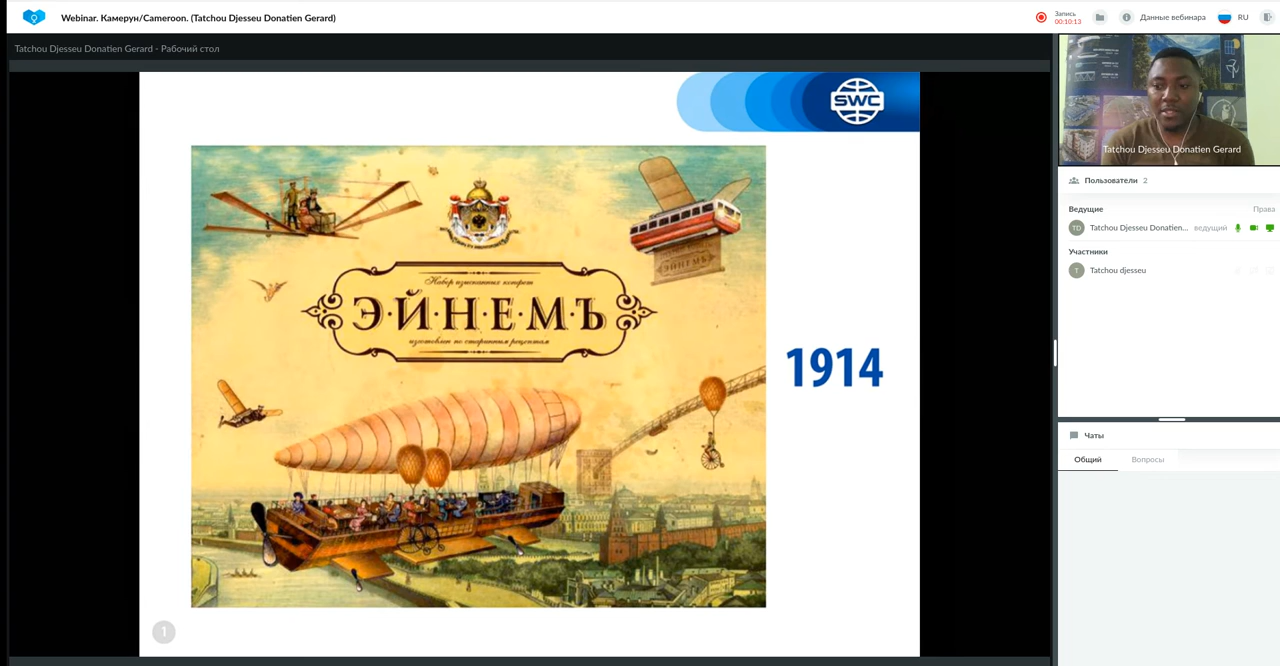 Webinar. Камерун/Cameroon. (Tatchou Djesseu Donatien Gerard)
Запись
00:10:13
Данные вебинара
RU
Tatchou Djesseu Donatien Gerard - Рабочий стол
SWC
Набор изысканных конфет
Э·Й·Н·Е·М·Ъ
изготовлен по старинным рецептам
ЭЙНЕМЪ
1914
1
Tatchou Djesseu Donatien Gerard
Пользователи 2
Ведущие Права
TD Tatchou Djesseu Donatien... ведущий
Участники
T Tatchou djesseu
Чаты
Общий Вопросы